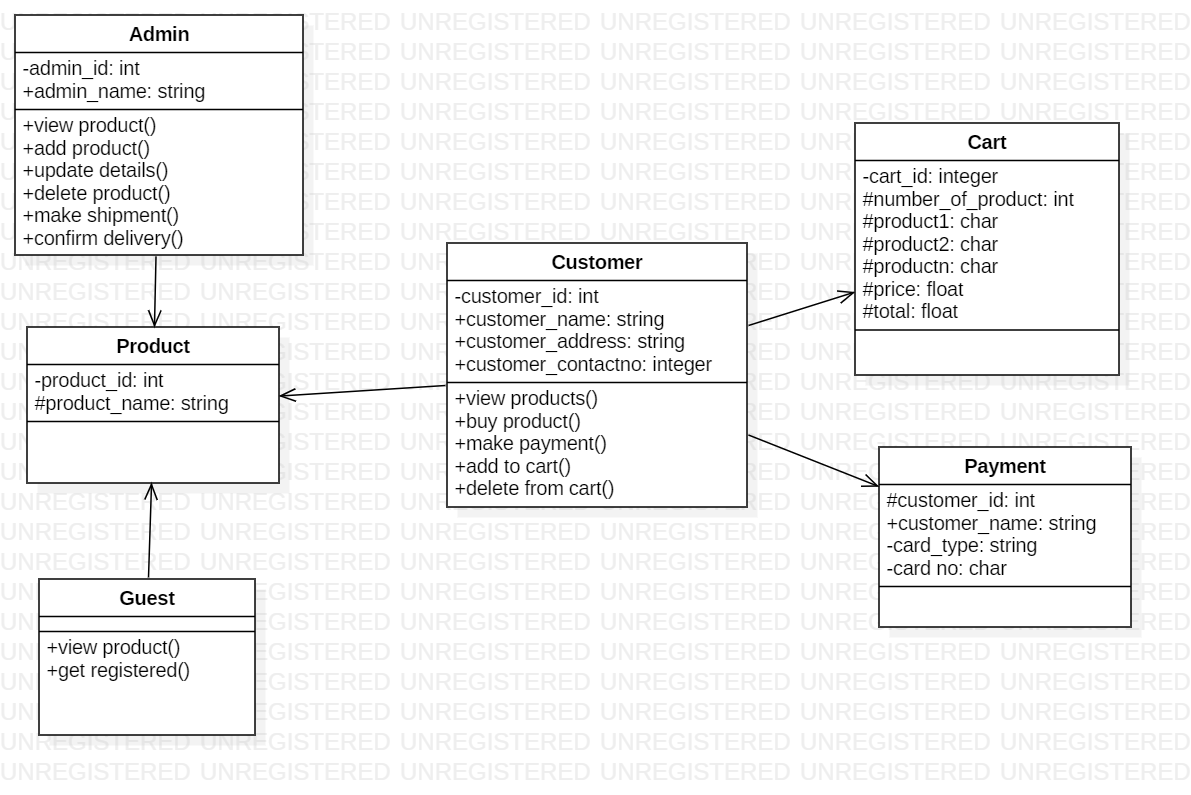 Admin
-admin_id: int
+admin_name: string
+view product()
+add product()
+update details()
+delete product()
+make shipment()
+confirm delivery()
Product
-product_id: int
#product_name: string
Guest
+view product()
+get registered()
Customer
-customer_id: int
+customer_name: string
+customer_address: string
+customer_contactno: integer
+view products()
+buy product()
+make payment()
+add to cart()
+delete from cart()
Cart
-cart_id: integer
#number_of_product: int
#product1: char
#product2: char
#productn: char
#price: float
#total: float
Payment
#customer_id: int
+customer_name: string
-card_type: string
-card no: char
UNREGISTERED